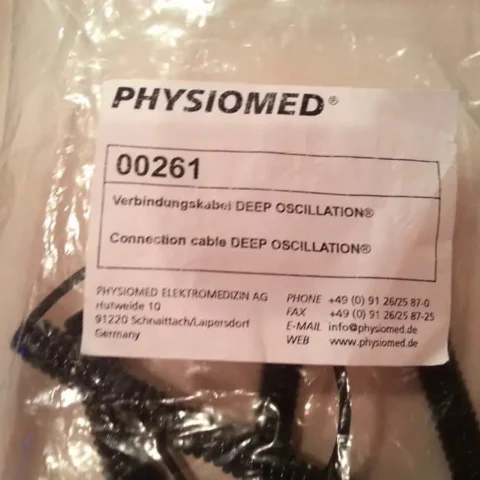 PHYSIOMED®
00261
Verbindungskabel DEEP OSCILLATION®
Connection cable DEEP OSCILLATION®
PHYSIOMED ELEKTROMEDIZIN AG
Hutweide 10
91220 Schnaittach/Laipersdorf
Germany
PHONE +49 (0) 91 26/25 87-0
FAX +49 (0) 91 26/25 87-25
E-MAIL info@physiomed.de
WEB www.physiomed.de